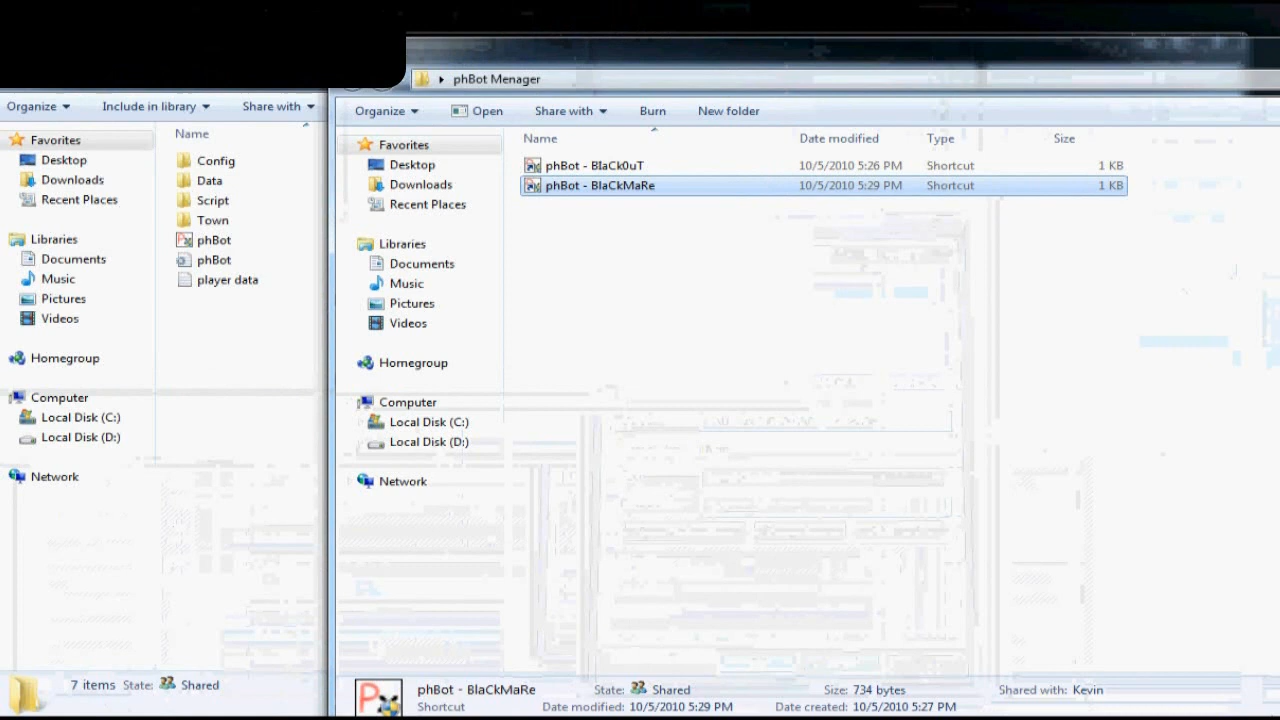 phBot Menager
Organize Include in library Share with
Name
Favorites
Desktop
Downloads
Recent Places
Libraries
Documents
Music
Pictures
Videos
Homegroup
Computer
Local Disk (C:)
Local Disk (D:)
Network
Config
Data
Script
Town
phBot
phBot
player data
7 items State: Shared
Organize Open Share with Burn New folder
Favorites
Desktop
Downloads
Recent Places
Libraries
Documents
Music
Pictures
Videos
Homegroup
Computer
Local Disk (C:)
Local Disk (D:)
Network
Name Date modified Type Size
phBot - BlaCk0uT 10/5/2010 5:26 PM Shortcut 1 KB
phBot - BlaCkMaRe 10/5/2010 5:29 PM Shortcut 1 KB
phBot - BlaCkMaRe State: Shared Size: 734 bytes Shared with: Kevin
Shortcut Date modified: 10/5/2010 5:29 PM Date created: 10/5/2010 5:27 PM